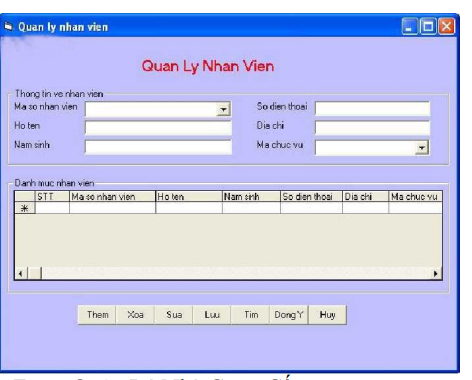 Quan ly nhan vien
Quan Ly Nhan Vien
Thong tin ve nhan vien
Ma so nhan vien
So dien thoai
Ho ten
Dia chi
Nam sinh
Ma chuc vu
Danh muc nhan vien
STT Ma so nhan vien Ho ten Nam sinh So dien thoai Dia chi Ma chuc vu
Them Xoa Sua Luu Tim Dong Y Huy